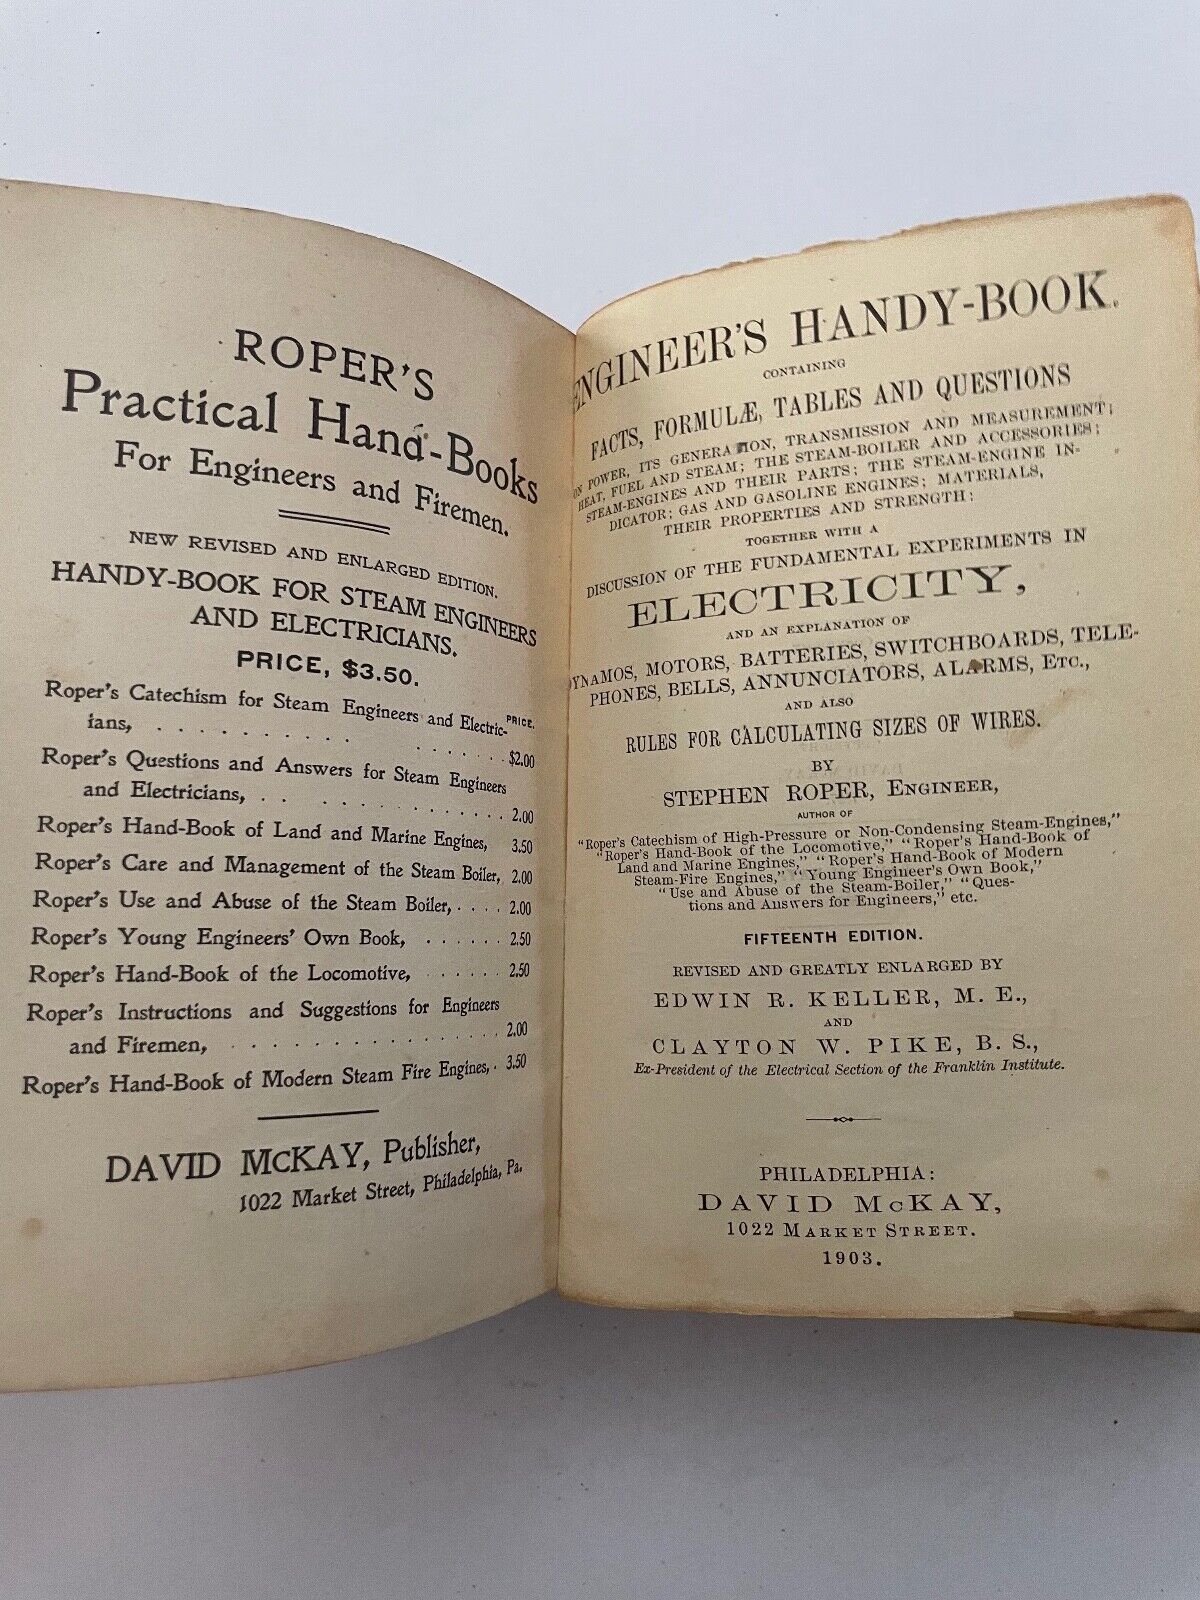 ROPER'S
Practical Hand-Books
For Engineers and Firemen.
NEW REVISED AND ENLARGED EDITION.
HANDY-BOOK FOR STEAM ENGINEERS
AND ELECTRICIANS.
PRICE, $3.50.
PRICE.
Roper's Catechism for Steam Engineers and Electric-
ians, . . . . . . . . . . . . . . . . $2.00
Roper's Questions and Answers for Steam Engineers
and Electricians, . . . . . . . . . . . . 2.00
Roper's Hand-Book of Land and Marine Engines, 3.50
Roper's Care and Management of the Steam Boiler, 2.00
Roper's Use and Abuse of the Steam Boiler, . . . . 2.00
Roper's Young Engineers' Own Book, . . . . . . 2.50
Roper's Hand-Book of the Locomotive, . . . . . . 2.50
Roper's Instructions and Suggestions for Engineers
and Firemen, . . . . . . . . . . . . . . 2.00
Roper's Hand-Book of Modern Steam Fire Engines, . 3.50
DAVID McKAY, Publisher,
1022 Market Street, Philadelphia, Pa.
ENGINEER'S HANDY-BOOK.
CONTAINING
FACTS, FORMULÆ, TABLES AND QUESTIONS
ON POWER, ITS GENERATION, TRANSMISSION AND MEASUREMENT;
HEAT, FUEL AND STEAM; THE STEAM-BOILER AND ACCESSORIES;
STEAM-ENGINES AND THEIR PARTS; THE STEAM-ENGINE IN-
DICATOR; GAS AND GASOLINE ENGINES; MATERIALS,
THEIR PROPERTIES AND STRENGTH:
TOGETHER WITH A
DISCUSSION OF THE FUNDAMENTAL EXPERIMENTS IN
ELECTRICITY,
AND AN EXPLANATION OF
DYNAMOS, MOTORS, BATTERIES, SWITCHBOARDS, TELE-
PHONES, BELLS, ANNUNCIATORS, ALARMS, ETC.,
AND ALSO
RULES FOR CALCULATING SIZES OF WIRES.
BY
STEPHEN ROPER, ENGINEER,
AUTHOR OF
"Roper's Catechism of High-Pressure or Non-Condensing Steam-Engines,"
"Roper's Hand-Book of the Locomotive," "Roper's Hand-Book of
Land and Marine Engines," "Roper's Hand-Book of Modern
Steam-Fire Engines," "Young Engineer's Own Book,"
"Use and Abuse of the Steam-Boiler," "Ques-
tions and Answers for Engineers," etc.
FIFTEENTH EDITION.
REVISED AND GREATLY ENLARGED BY
EDWIN R. KELLER, M. E.,
AND
CLAYTON W. PIKE, B. S.,
Ex-President of the Electrical Section of the Franklin Institute.
PHILADELPHIA:
DAVID McKAY,
1022 MARKET STREET.
1903.